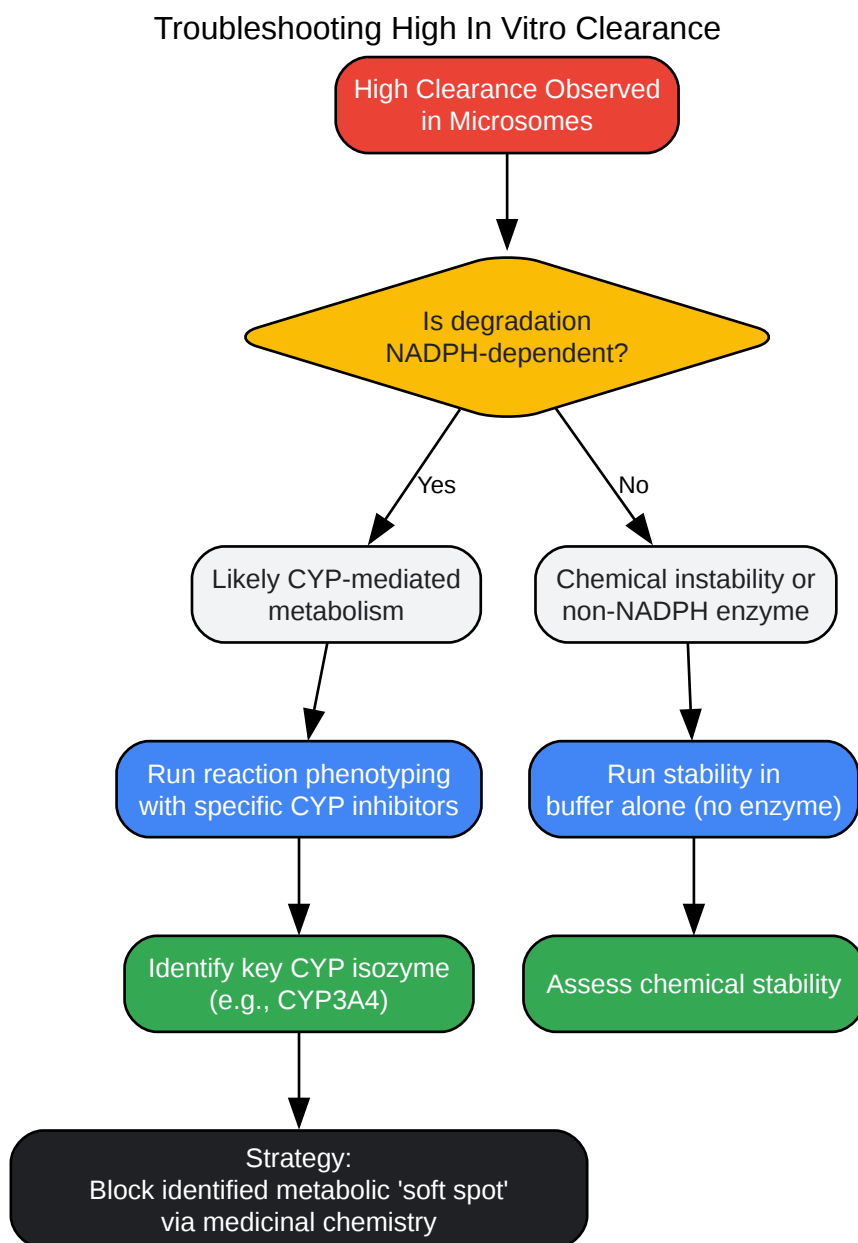 Troubleshooting High In Vitro Clearance
High Clearance Observed
in Microsomes
Is degradation
NADPH-dependent?
Yes
No
Likely CYP-mediated
metabolism
Chemical instability or
non-NADPH enzyme
Run reaction phenotyping
with specific CYP inhibitors
Run stability in
buffer alone (no enzyme)
Identify key CYP isozyme
(e.g., CYP3A4)
Assess chemical stability
Strategy:
Block identified metabolic 'soft spot'
via medicinal chemistry